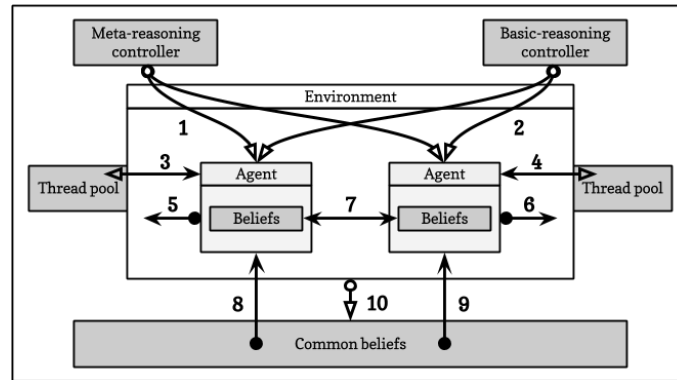 Meta-reasoning
controller
Basic-reasoning
controller
Environment
1
2
3
4
Agent
Agent
Thread pool
Thread pool
5
Beliefs
7
Beliefs
6
8
10
9
Common beliefs